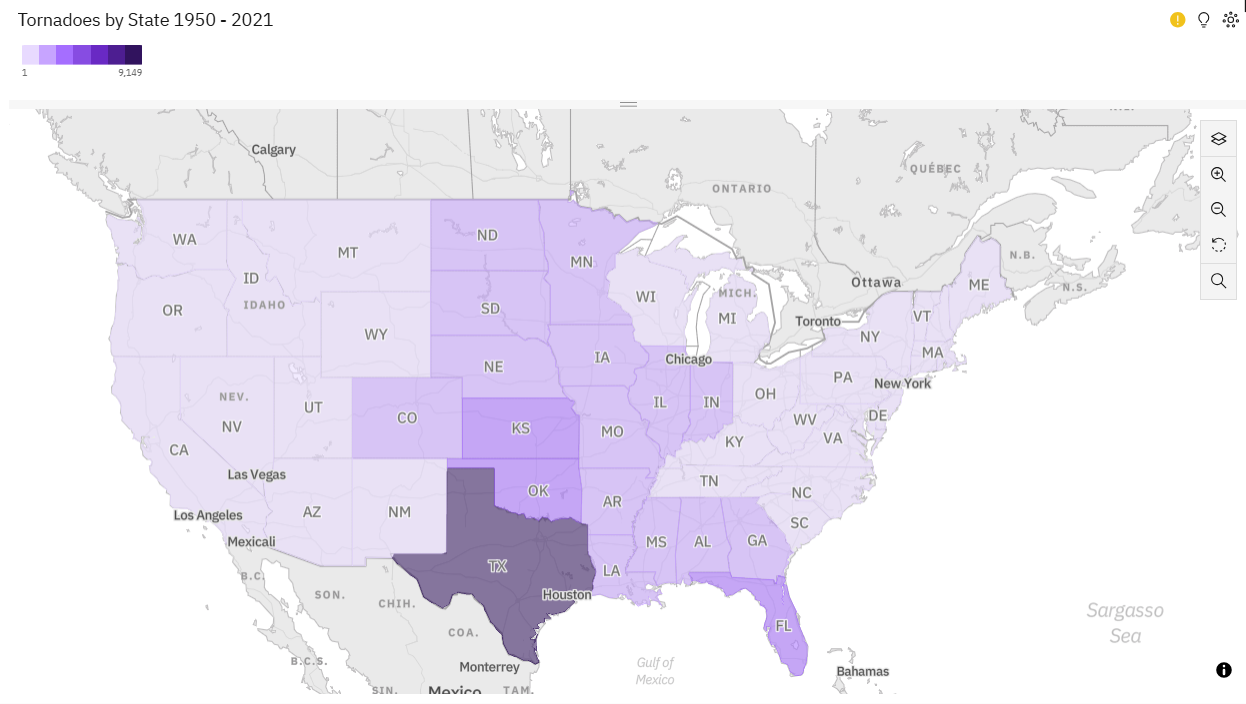 Tornadoes by State 1950 - 2021
!
1 9,149
Calgary
QUÉBEC
ONTARIO
WA
ND
MT
MN
N.B.
ID
Ottawa
ME
N.S.
IDAHO
WI
MICH.
OR
SD
MI
Toronto
VT
WY
NY
IA
Chicago
MA
NE
PA
New York
NEV.
UT
OH
IL
IN
CO
WV
DE
NV
KS
MO
VA
KY
CA
Las Vegas
TN
OK
NC
AR
Los Angeles
AZ
NM
SC
Mexicali
MS
AL
GA
TX
LA
B.C.
SON.
Houston
CHIH.
Sargasso
Sea
FL
COA.
B.C.S.
Monterrey
Gulf of
Mexico
Bahamas
SIN.
Mexico
TAM.
i